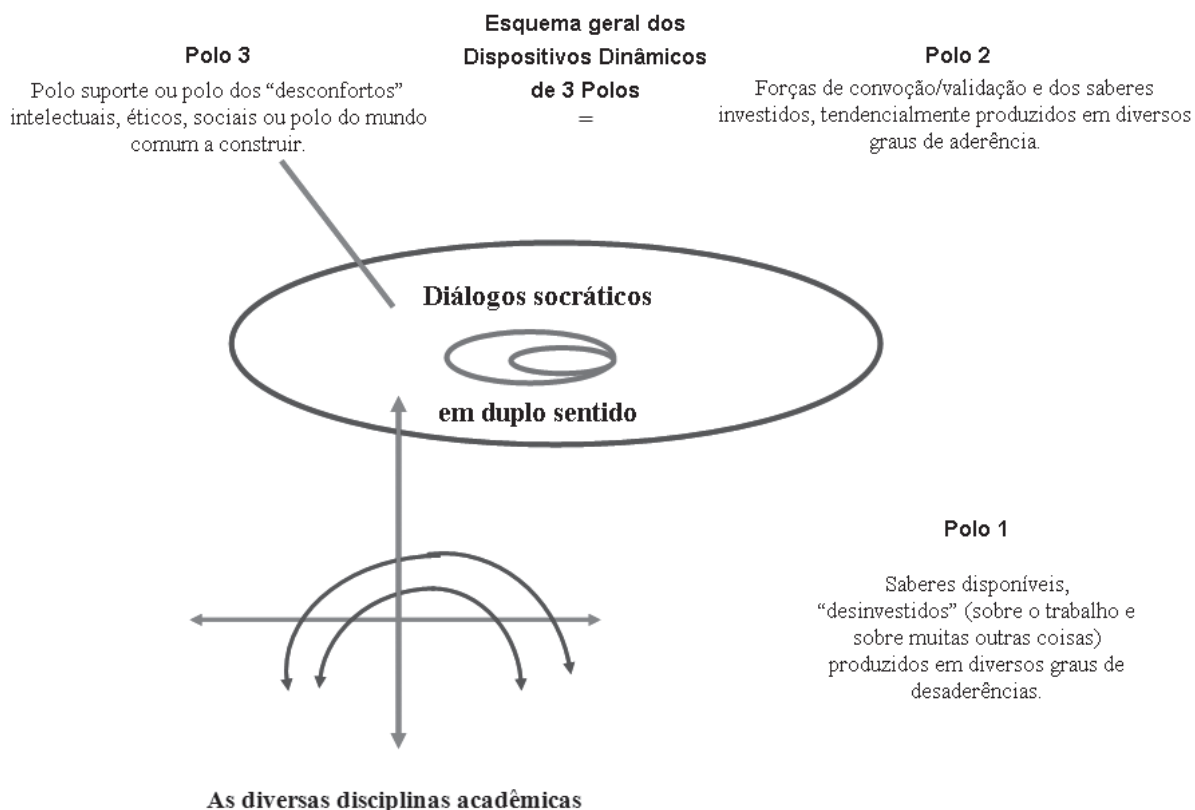 Esquema geral dos
Dispositivos Dinâmicos
de 3 Polos
=
Polo 3
Polo suporte ou polo dos “desconfortos”
intelectuais, éticos, sociais ou polo do mundo
comum a construir.
Polo 2
Forças de convoção/validação e dos saberes
investidos, tendencialmente produzidos em diversos
graus de aderência.
Diálogos socráticos
em duplo sentido
Polo 1
Saberes disponíveis,
“desinvestidos” (sobre o trabalho e
sobre muitas outras coisas)
produzidos em diversos graus de
desaderências.
As diversas disciplinas acadêmicas